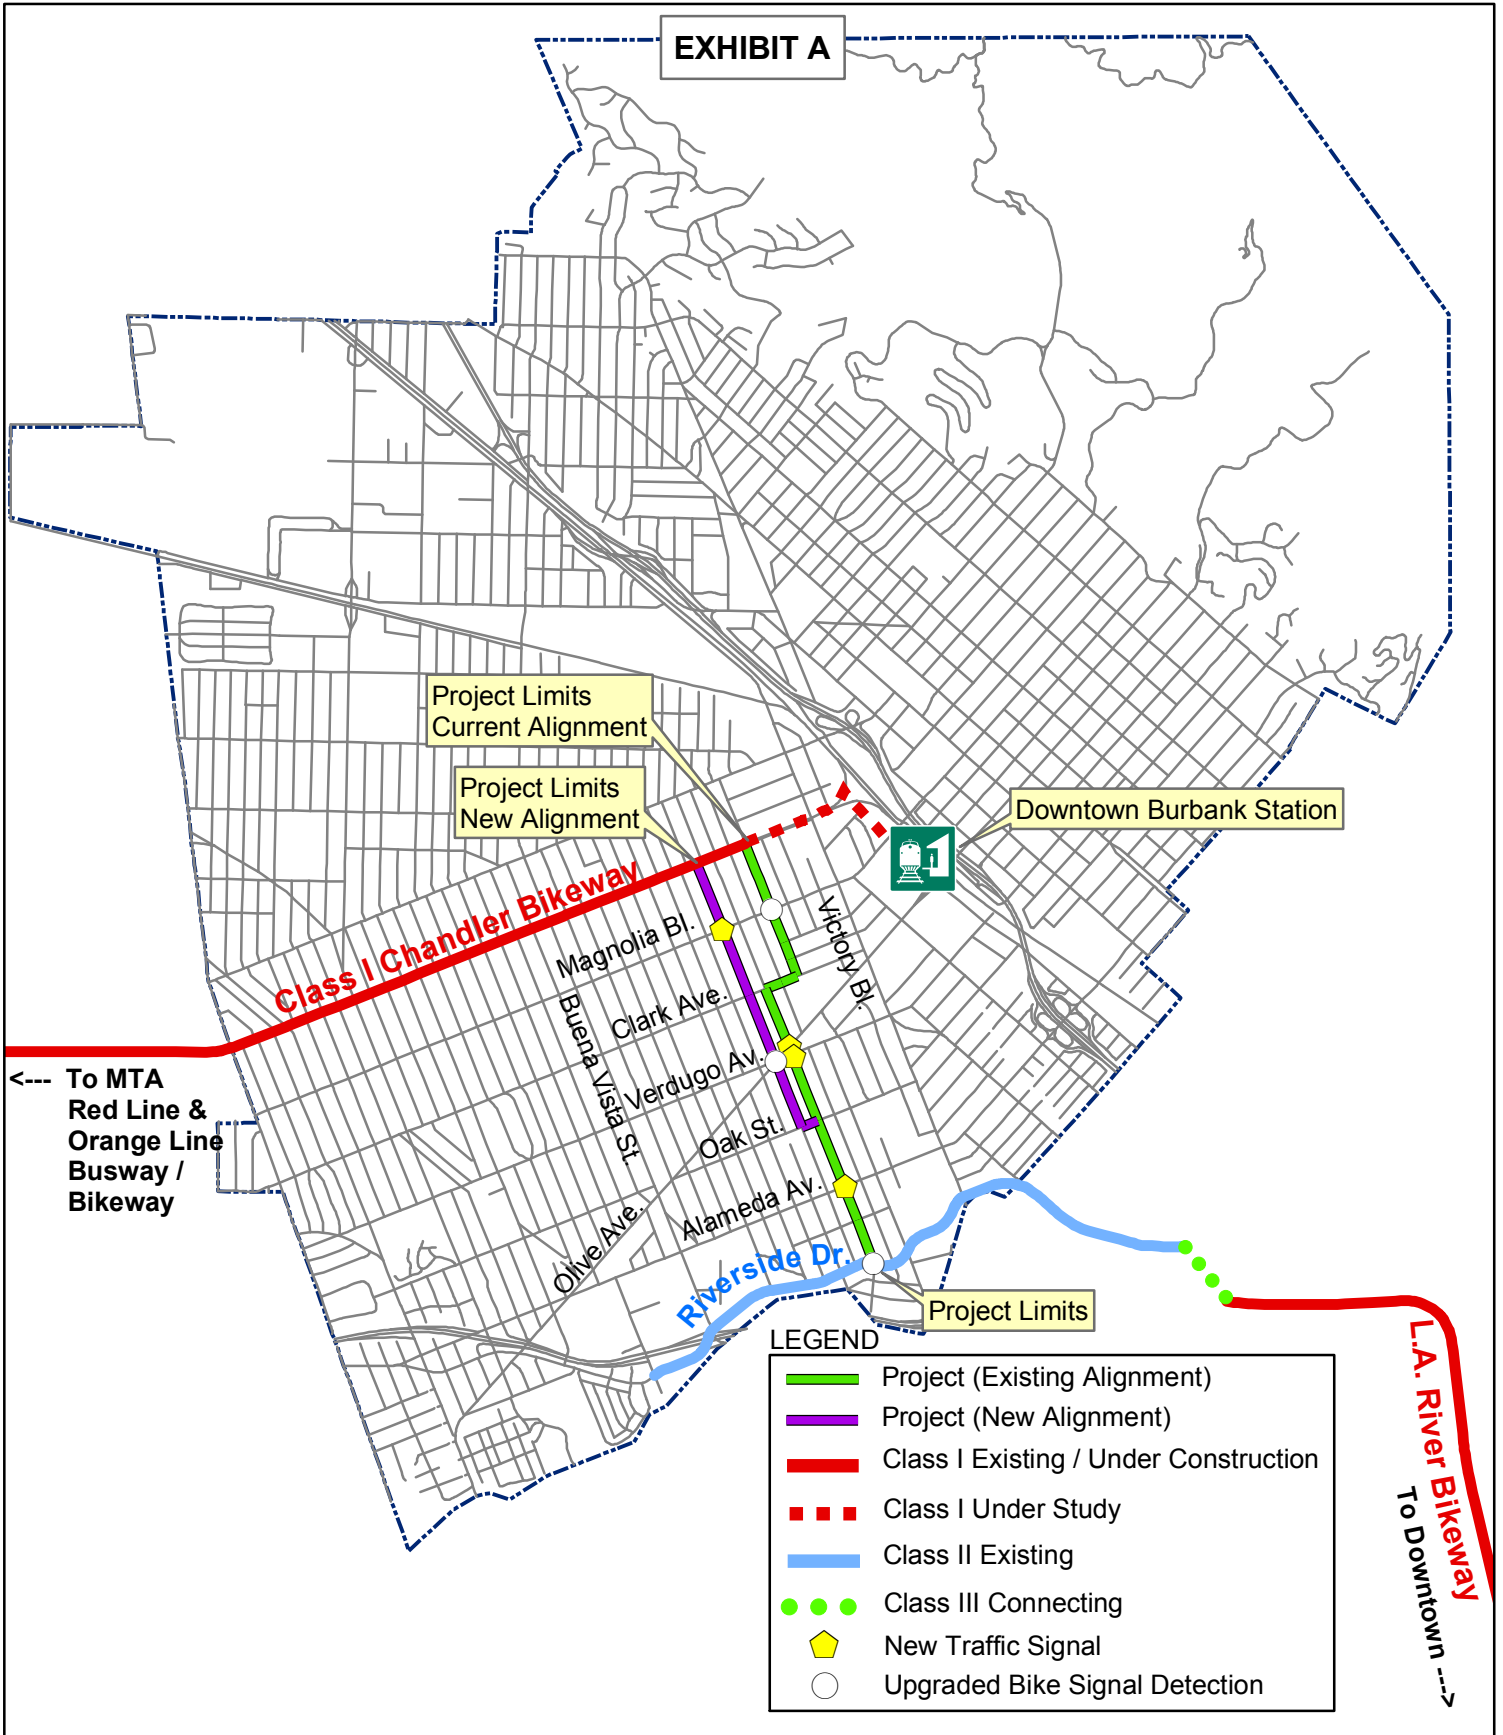 EXHIBIT A
Project Limits
Current Alignment
Project Limits
New Alignment
Downtown Burbank Station
Class I Chandler Bikeway
Magnolia Bl.
Victory Bl.
Clark Ave.
Buena Vista St.
Verdugo Av.
<--- To MTA
Red Line &
Orange Line
Busway /
Bikeway
Oak St.
Alameda Av.
Olive Ave.
Riverside Dr.
Project Limits
L.A. River Bikeway
To Downtown --->
LEGEND
Project (Existing Alignment)
Project (New Alignment)
Class I Existing / Under Construction
Class I Under Study
Class II Existing
Class III Connecting
New Traffic Signal
Upgraded Bike Signal Detection